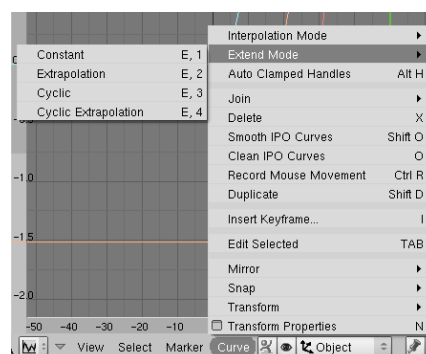 Interpolation Mode
Constant E, 1 Extend Mode
Extrapolation E, 2 Auto Clamped Handles Alt H
Cyclic E, 3 Join
Cyclic Extrapolation E, 4 Delete X
Smooth IPO Curves Shift O
Clean IPO Curves O
-1.0 Record Mouse Movement Ctrl R
Duplicate Shift D
Insert Keyframe... I
-1.5 Edit Selected TAB
Mirror
Snap
-2.0 Transform
-50 -40 -30 -20 -10 Transform Properties N
View Select Marker Curve Object